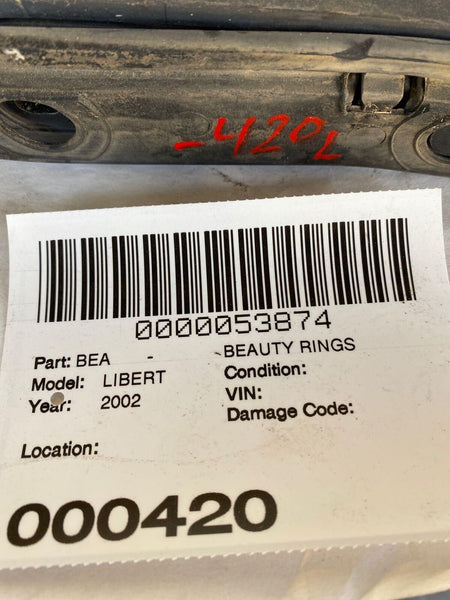 -420L
0000053874
Part: BEA - BEAUTY RINGS
Model: LIBERT Condition:
Year: 2002 VIN:
Damage Code:
Location:
000420